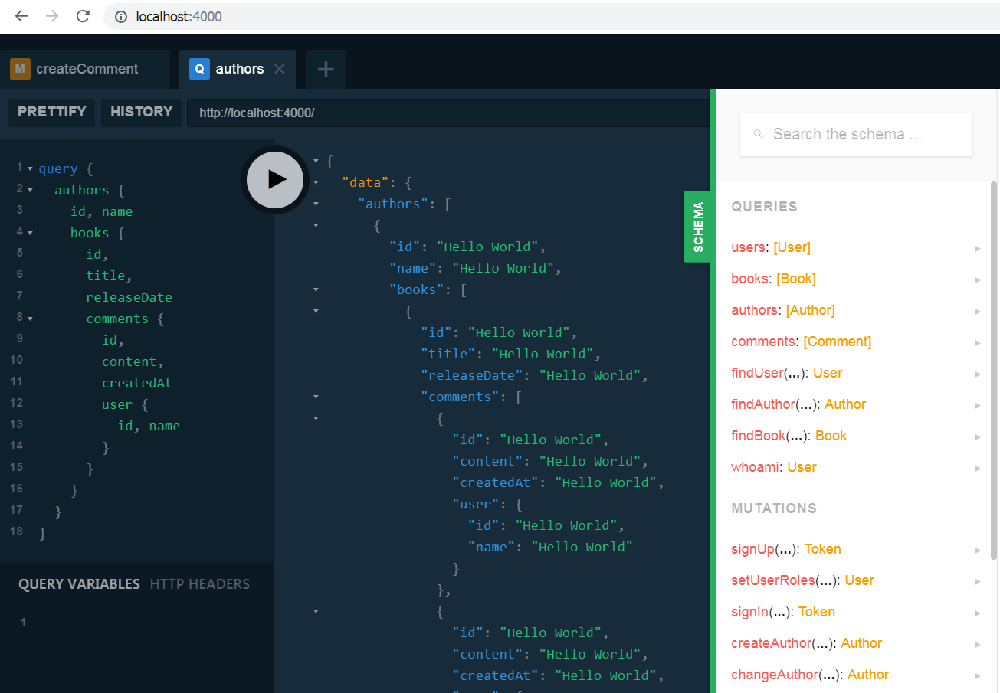 localhost:4000
M createComment
Q authors
PRETTIFY HISTORY http://localhost:4000/
1 query {
2 authors {
3 id, name
4 books {
5 id,
6 title,
7 releaseDate
8 comments {
9 id,
10 content,
11 createdAt
12 user {
13 id, name
14 }
15 }
16 }
17 }
18 }
QUERY VARIABLES HTTP HEADERS
1
{
"data": {
"authors": [
{
"id": "Hello World",
"name": "Hello World",
"books": [
{
"id": "Hello World",
"title": "Hello World",
"releaseDate": "Hello World",
"comments": [
{
"id": "Hello World",
"content": "Hello World",
"createdAt": "Hello World",
"user": {
"id": "Hello World",
"name": "Hello World"
}
},
{
"id": "Hello World",
"content": "Hello World",
"createdAt": "Hello World",
SCHEMA
Search the schema ...
QUERIES
users: [User]
books: [Book]
authors: [Author]
comments: [Comment]
findUser(...): User
findAuthor(...): Author
findBook(...): Book
whoami: User
MUTATIONS
signUp(...): Token
setUserRoles(...): User
signIn(...): Token
createAuthor(...): Author
changeAuthor(...): Author